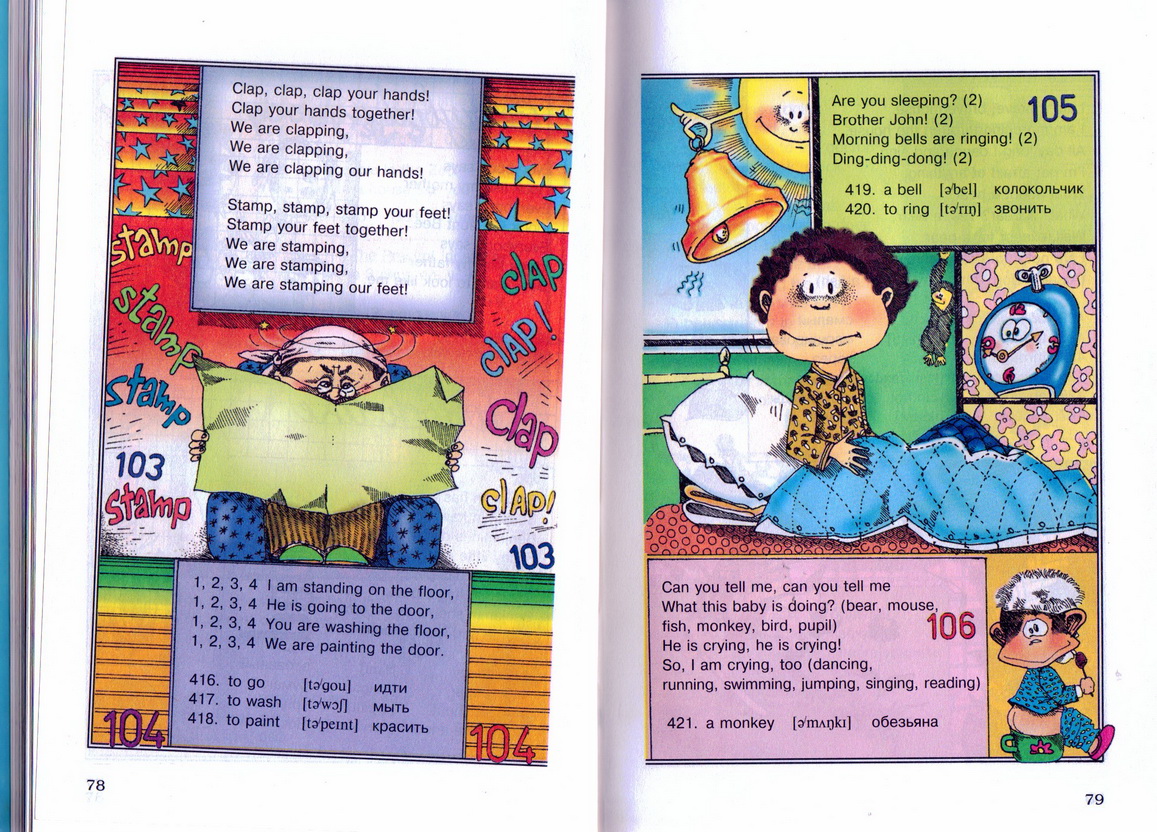 Clap, clap, clap your hands!
Clap your hands together!
We are clapping,
We are clapping,
We are clapping our hands!
Stamp, stamp, stamp your feet!
Stamp your feet together!
We are stamping,
We are stamping,
We are stamping our feet!
stamp
stamp
stamp
103
stamp
clap
clap!
clap
clap!
103
1, 2, 3, 4 I am standing on the floor,
1, 2, 3, 4 He is going to the door,
1, 2, 3, 4 You are washing the floor,
1, 2, 3, 4 We are painting the door.
416. to go [tə'gou] идти
417. to wash [tə'wɔʃ] мыть
418. to paint [tə'peɪnt] красить
104
104
78
Are you sleeping? (2)
Brother John! (2)
Morning bells are ringing! (2)
Ding-ding-dong! (2)
105
419. a bell [ə'bel] колокольчик
420. to ring [tə'rɪŋ] звонить
12
3
6
9
Can you tell me, can you tell me
What this baby is doing? (bear, mouse,
fish, monkey, bird, pupil)
106
He is crying, he is crying!
So, I am crying, too (dancing,
running, swimming, jumping, singing, reading)
421. a monkey [ə'mʌŋkɪ] обезьяна
79